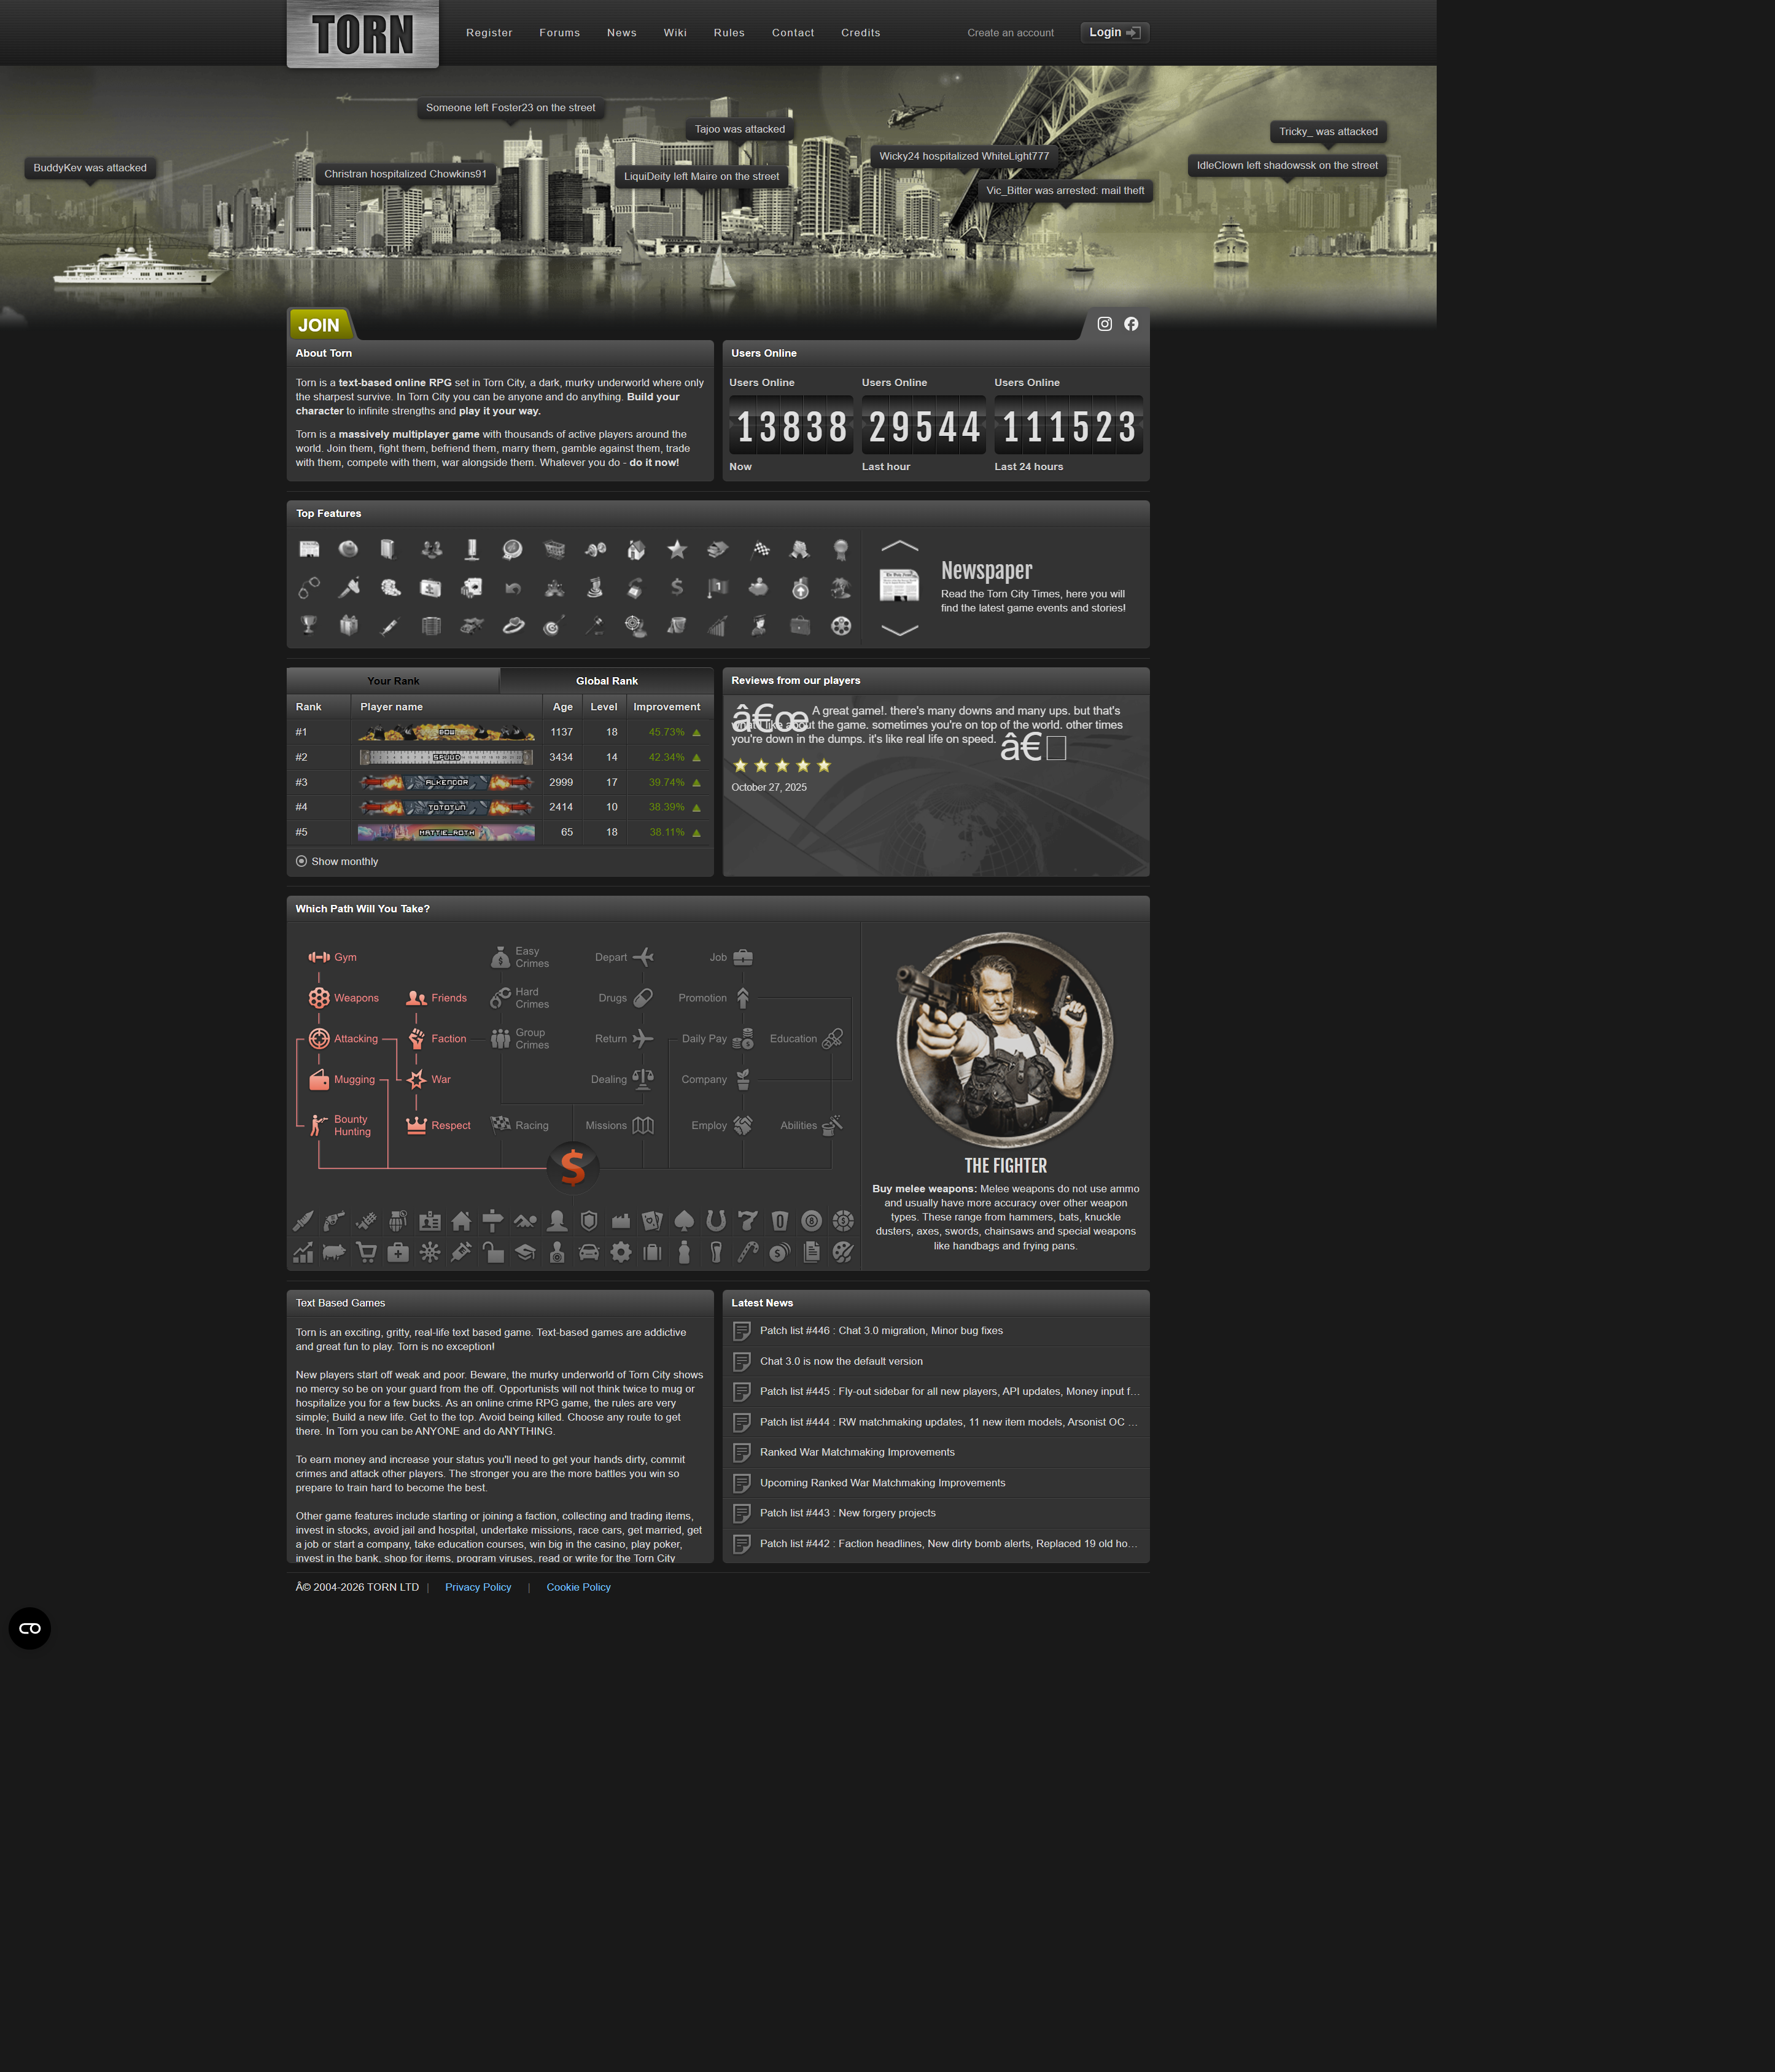 TORN
Register Forums News Wiki Rules Contact Credits Create an account Login
Someone left Foster23 on the street
Tajoo was attacked
Tricky_ was attacked
BuddyKev was attacked
Christran hospitalized Chowkins91
LiquiDeity left Maire on the street
Wicky24 hospitalized WhiteLight777
IdleClown left shadowssk on the street
Vic_Bitter was arrested: mail theft
JOIN
About Torn
Torn is a text-based online RPG set in Torn City, a dark, murky underworld where only
the sharpest survive. In Torn City you can be anyone and do anything. Build your
character to infinite strengths and play it your way.
Torn is a massively multiplayer game with thousands of active players around the
world. Join them, fight them, befriend them, marry them, gamble against them, trade
with them, compete with them, war alongside them. Whatever you do - do it now!
Users Online
Users Online Users Online Users Online
13838 29544 111523
Now Last hour Last 24 hours
Top Features
Newspaper
Read the Torn City Times, here you will
find the latest game events and stories!
Your Rank Global Rank
Rank Player name Age Level Improvement
#1 1137 18 45.73%
#2 SPUUD 3434 14 42.34%
#3 ALKENDOR 2999 17 39.74%
#4 TOTOTUN 2414 10 38.39%
#5 MATTIE_ROTH 65 18 38.11%
Show monthly
Reviews from our players
â€œ A great game!. there's many downs and many ups. but that's
what I like about the game. sometimes you're on top of the world. other times
you're down in the dumps. it's like real life on speed. â€
October 27, 2025
Which Path Will You Take?
Gym
Easy
Crimes
Depart
Job
Weapons
Friends
Hard
Crimes
Drugs
Promotion
Attacking
Faction
Group
Crimes
Return
Daily Pay
Education
Mugging
War
Dealing
Company
Bounty
Hunting
Respect
Racing
Missions
Employ
Abilities
$
THE FIGHTER
Buy melee weapons: Melee weapons do not use ammo
and usually have more accuracy over other weapon
types. These range from hammers, bats, knuckle
dusters, axes, swords, chainsaws and special weapons
like handbags and frying pans.
Text Based Games
Torn is an exciting, gritty, real-life text based game. Text-based games are addictive
and great fun to play. Torn is no exception!
New players start off weak and poor. Beware, the murky underworld of Torn City shows
no mercy so be on your guard from the off. Opportunists will not think twice to mug or
hospitalize you for a few bucks. As an online crime RPG game, the rules are very
simple; Build a new life. Get to the top. Avoid being killed. Choose any route to get
there. In Torn you can be ANYONE and do ANYTHING.
To earn money and increase your status you'll need to get your hands dirty, commit
crimes and attack other players. The stronger you are the more battles you win so
prepare to train hard to become the best.
Other game features include starting or joining a faction, collecting and trading items,
invest in stocks, avoid jail and hospital, undertake missions, race cars, get married, get
a job or start a company, take education courses, win big in the casino, play poker,
invest in the bank, shop for items, program viruses, read or write for the Torn City
Latest News
Patch list #446 : Chat 3.0 migration, Minor bug fixes
Chat 3.0 is now the default version
Patch list #445 : Fly-out sidebar for all new players, API updates, Money input f...
Patch list #444 : RW matchmaking updates, 11 new item models, Arsonist OC ...
Ranked War Matchmaking Improvements
Upcoming Ranked War Matchmaking Improvements
Patch list #443 : New forgery projects
Patch list #442 : Faction headlines, New dirty bomb alerts, Replaced 19 old ho...
Â© 2004-2026 TORN LTD | Privacy Policy | Cookie Policy